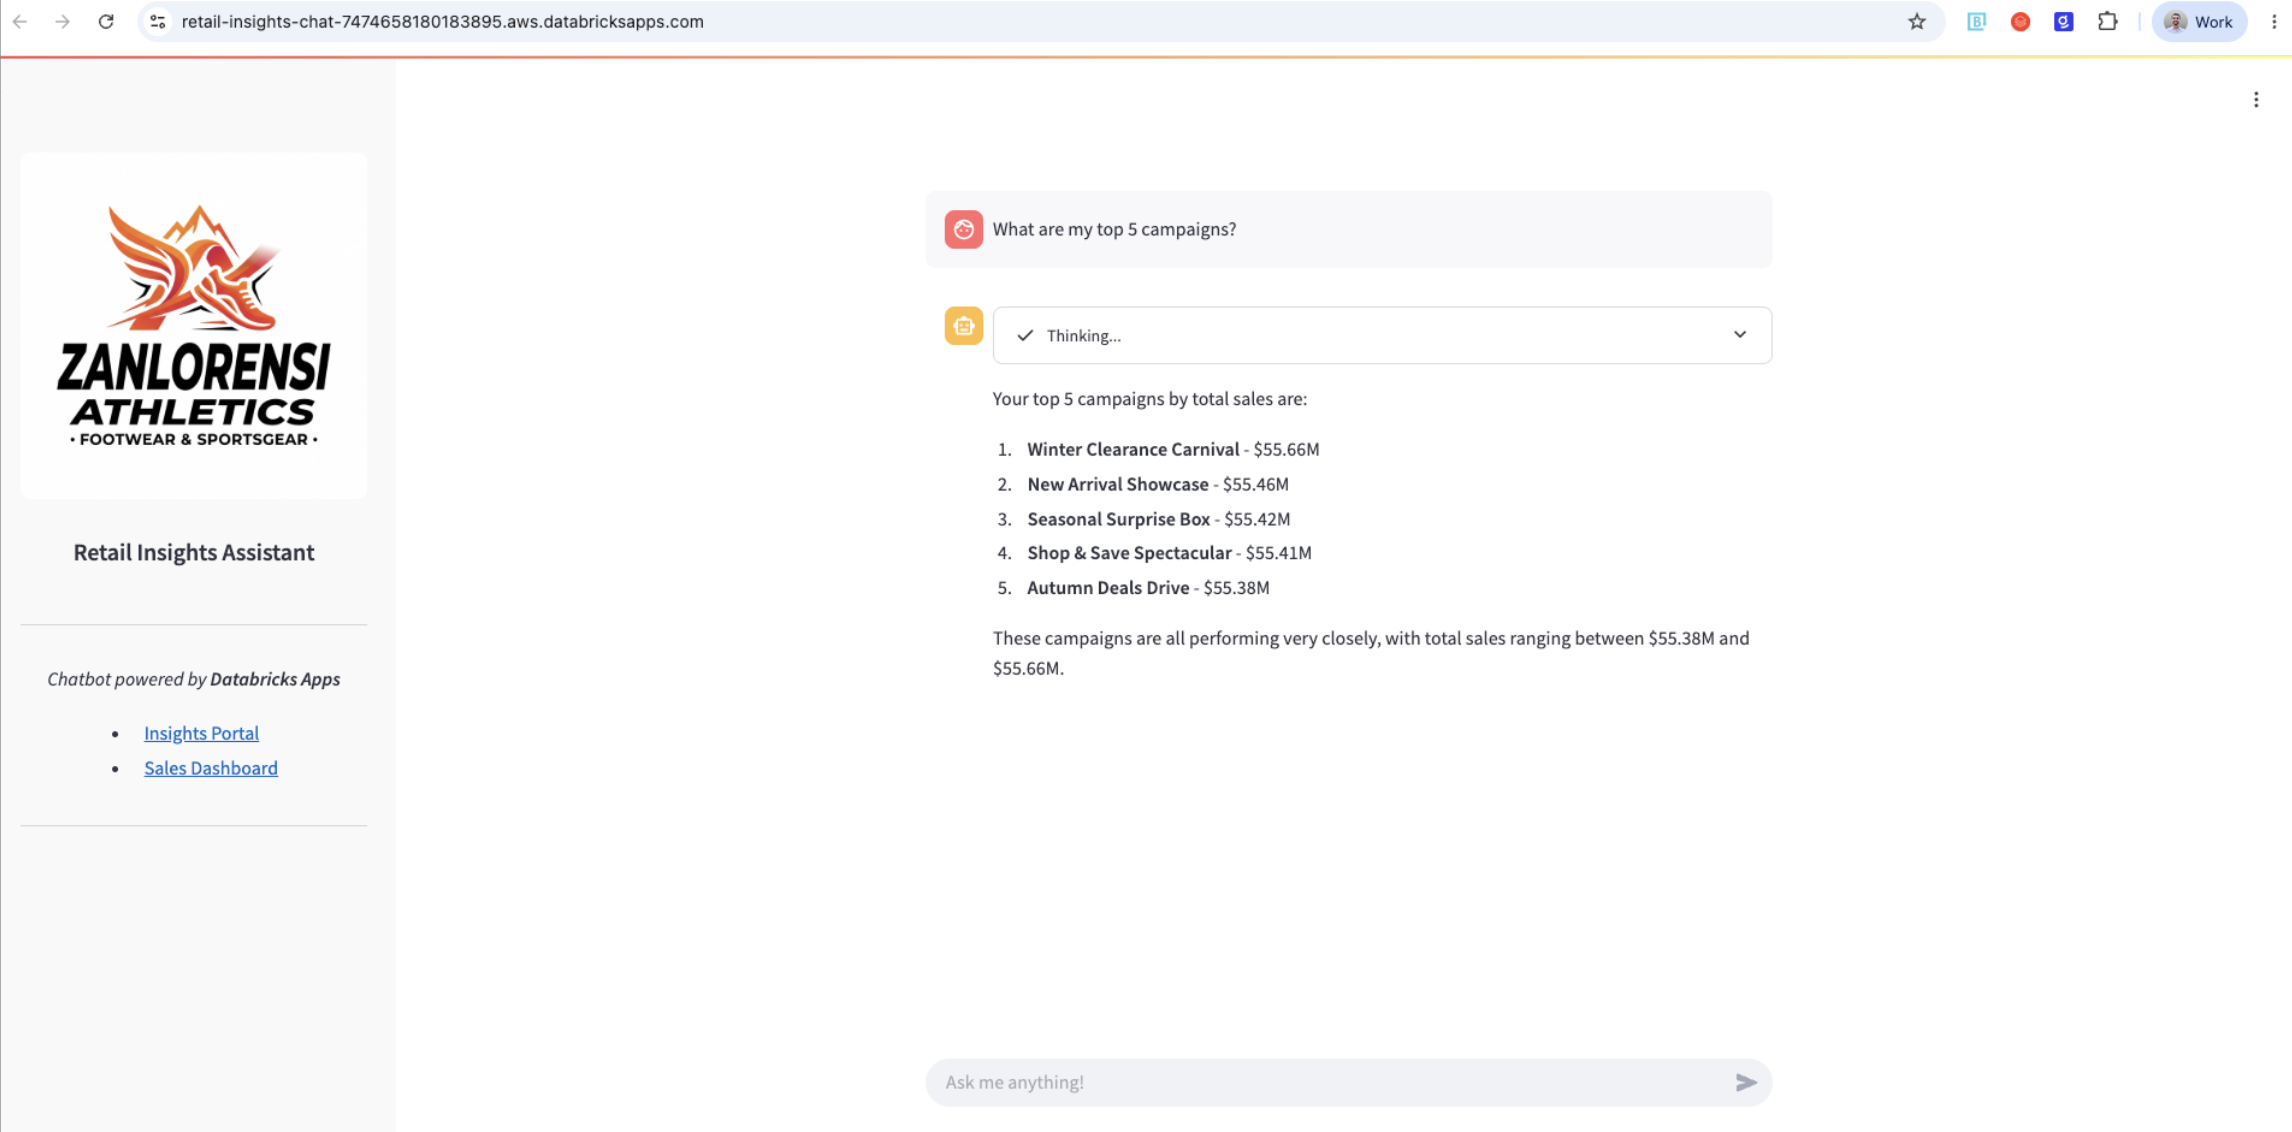 retail-insights-chat-7474658180183895.aws.databricksapps.com
Work
ZANLORENSI
ATHLETICS
• FOOTWEAR & SPORTSGEAR •
Retail Insights Assistant
Chatbot powered by Databricks Apps
• Insights Portal
• Sales Dashboard
What are my top 5 campaigns?
Thinking...
Your top 5 campaigns by total sales are:
1. Winter Clearance Carnival - $55.66M
2. New Arrival Showcase - $55.46M
3. Seasonal Surprise Box - $55.42M
4. Shop & Save Spectacular - $55.41M
5. Autumn Deals Drive - $55.38M
These campaigns are all performing very closely, with total sales ranging between $55.38M and
$55.66M.
Ask me anything!